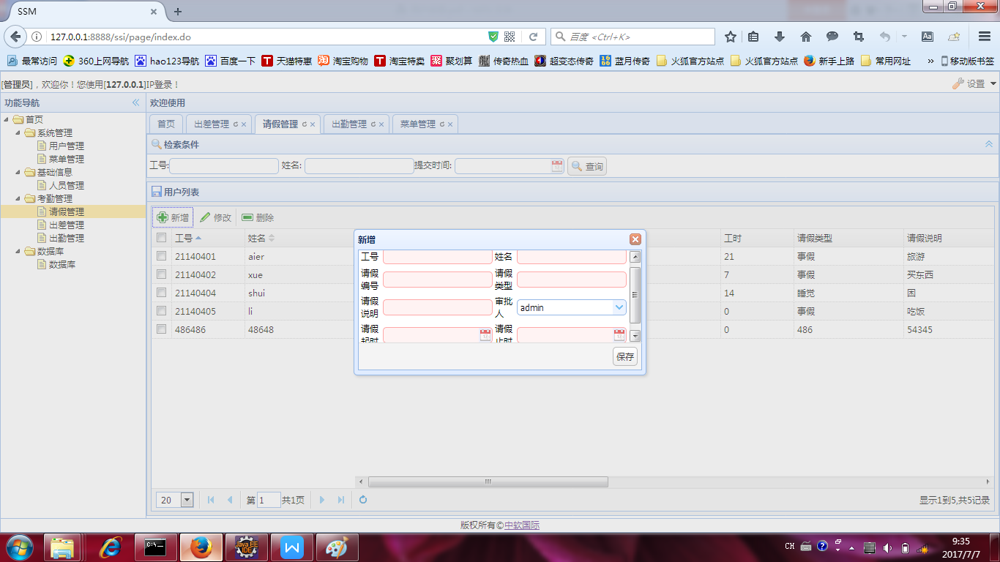 SSM
127.0.0.1:8888/ssi/page/index.do
百度 <Ctrl+K>
最常访问 360上网导航 hao123导航 百度一下 天猫特惠 淘宝购物 淘宝特卖 聚划算 传奇热血 超变态传奇 蓝月传奇 火狐官方站点 火狐官方站点 新手上路 常用网址 » 移动版书签
[管理员]，欢迎你！您使用[127.0.0.1]IP登录！ 设置
功能导航 欢迎使用
首页 出差管理 请假管理 出勤管理 菜单管理
首页
系统管理
用户管理
菜单管理
基础信息
人员管理
考勤管理
请假管理
出差管理
出勤管理
数据库
数据库
检索条件
工号: 姓名: 提交时间: 查询
用户列表
新增 修改 删除
工号 姓名 工时 请假类型 请假说明
21140401 aier 21 事假 旅游
21140402 xue 7 事假 买东西
21140404 shui 14 睡觉 困
21140405 li 0 事假 吃饭
486486 48648 0 486 54345
新增
工号 姓名
请假编号 请假类型
请假说明 审批人 admin
请假起时 请假止时
保存
20 第 1 共1页 显示1到5,共5记录
版权所有©中软国际
C:\. Java EE IDE W CH 9:35
2017/7/7